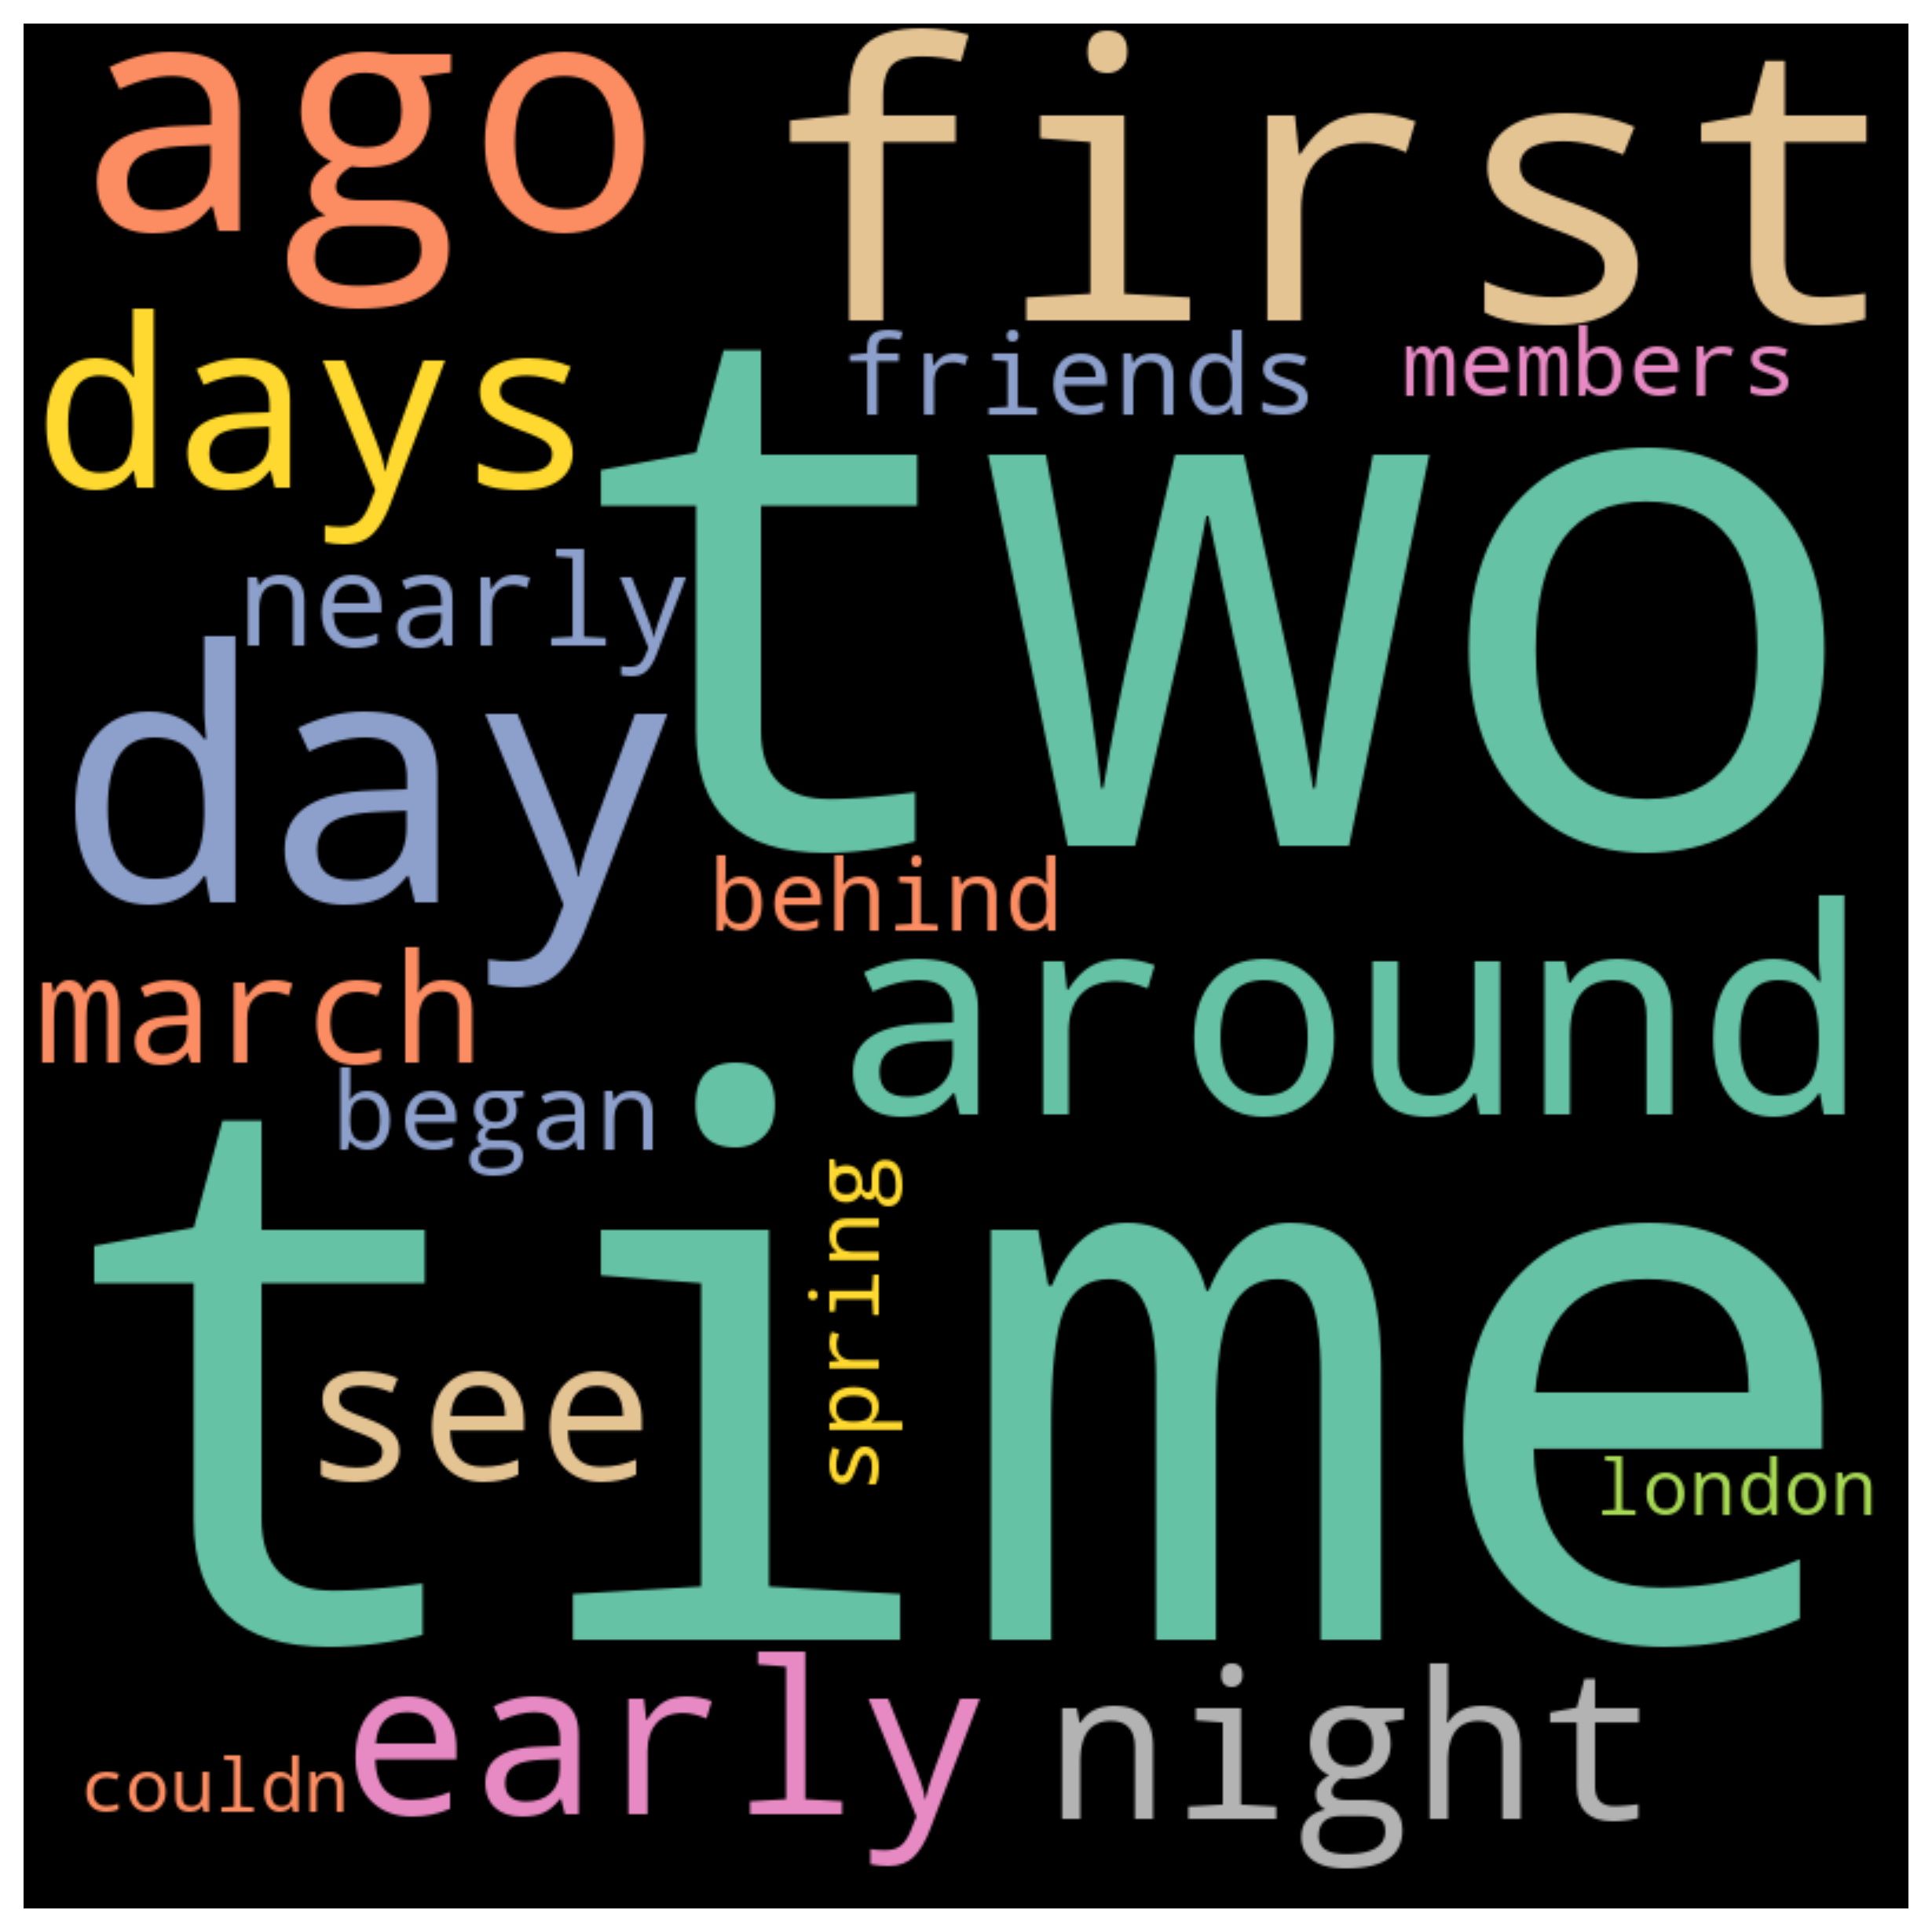 ago first
days friends members
two
nearly
day
behind
march around
began
time
spring
see
london
early night
couldn